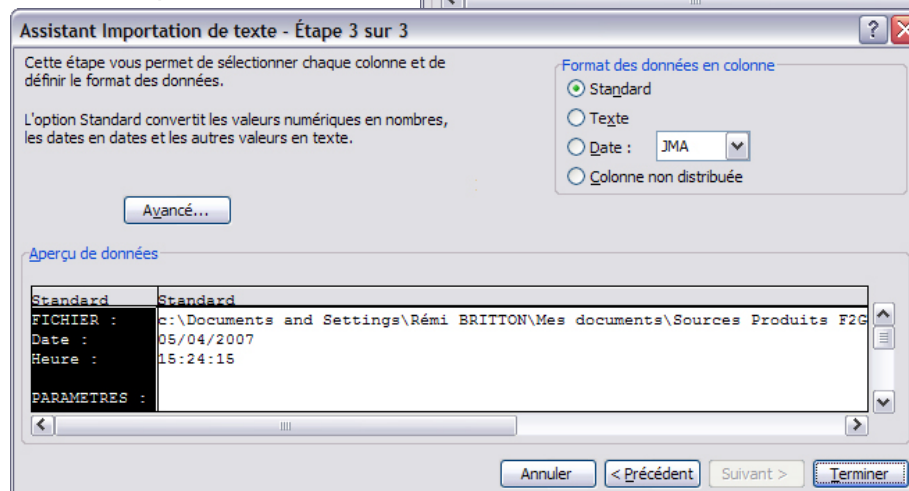 Assistant Importation de texte - Étape 3 sur 3
Cette étape vous permet de sélectionner chaque colonne et de
définir le format des données.
L'option Standard convertit les valeurs numériques en nombres,
les dates en dates et les autres valeurs en texte.
Format des données en colonne
Standard
Texte
Date : JMA
Colonne non distribuée
Avancé...
Aperçu de données
Standard Standard
FICHIER : c:\Documents and Settings\Rémi BRITTON\Mes documents\Sources Produits F2G
Date : 05/04/2007
Heure : 15:24:15
PARAMETRES :
Annuler < Précédent Suivant > Terminer